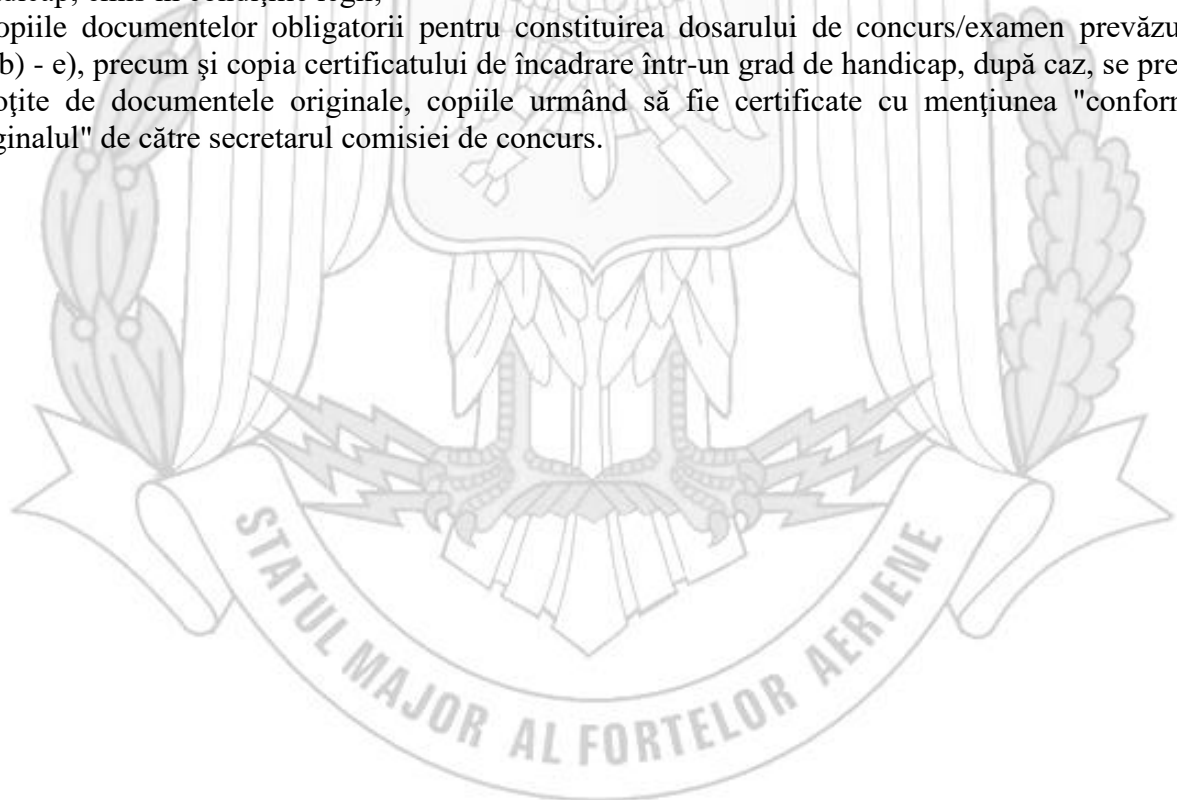 opiile documentelor obligatorii pentru constituirea dosarului de concurs/examen prevăzu
b) - e), precum şi copia certificatului de încadrare într-un grad de handicap, după caz, se pre
oţite de documentele originale, copiile urmând să fie certificate cu menţiunea "conforn
ginalul" de către secretarul comisiei de concurs.
STATUL MAJOR AL FORTELOR AERIENE